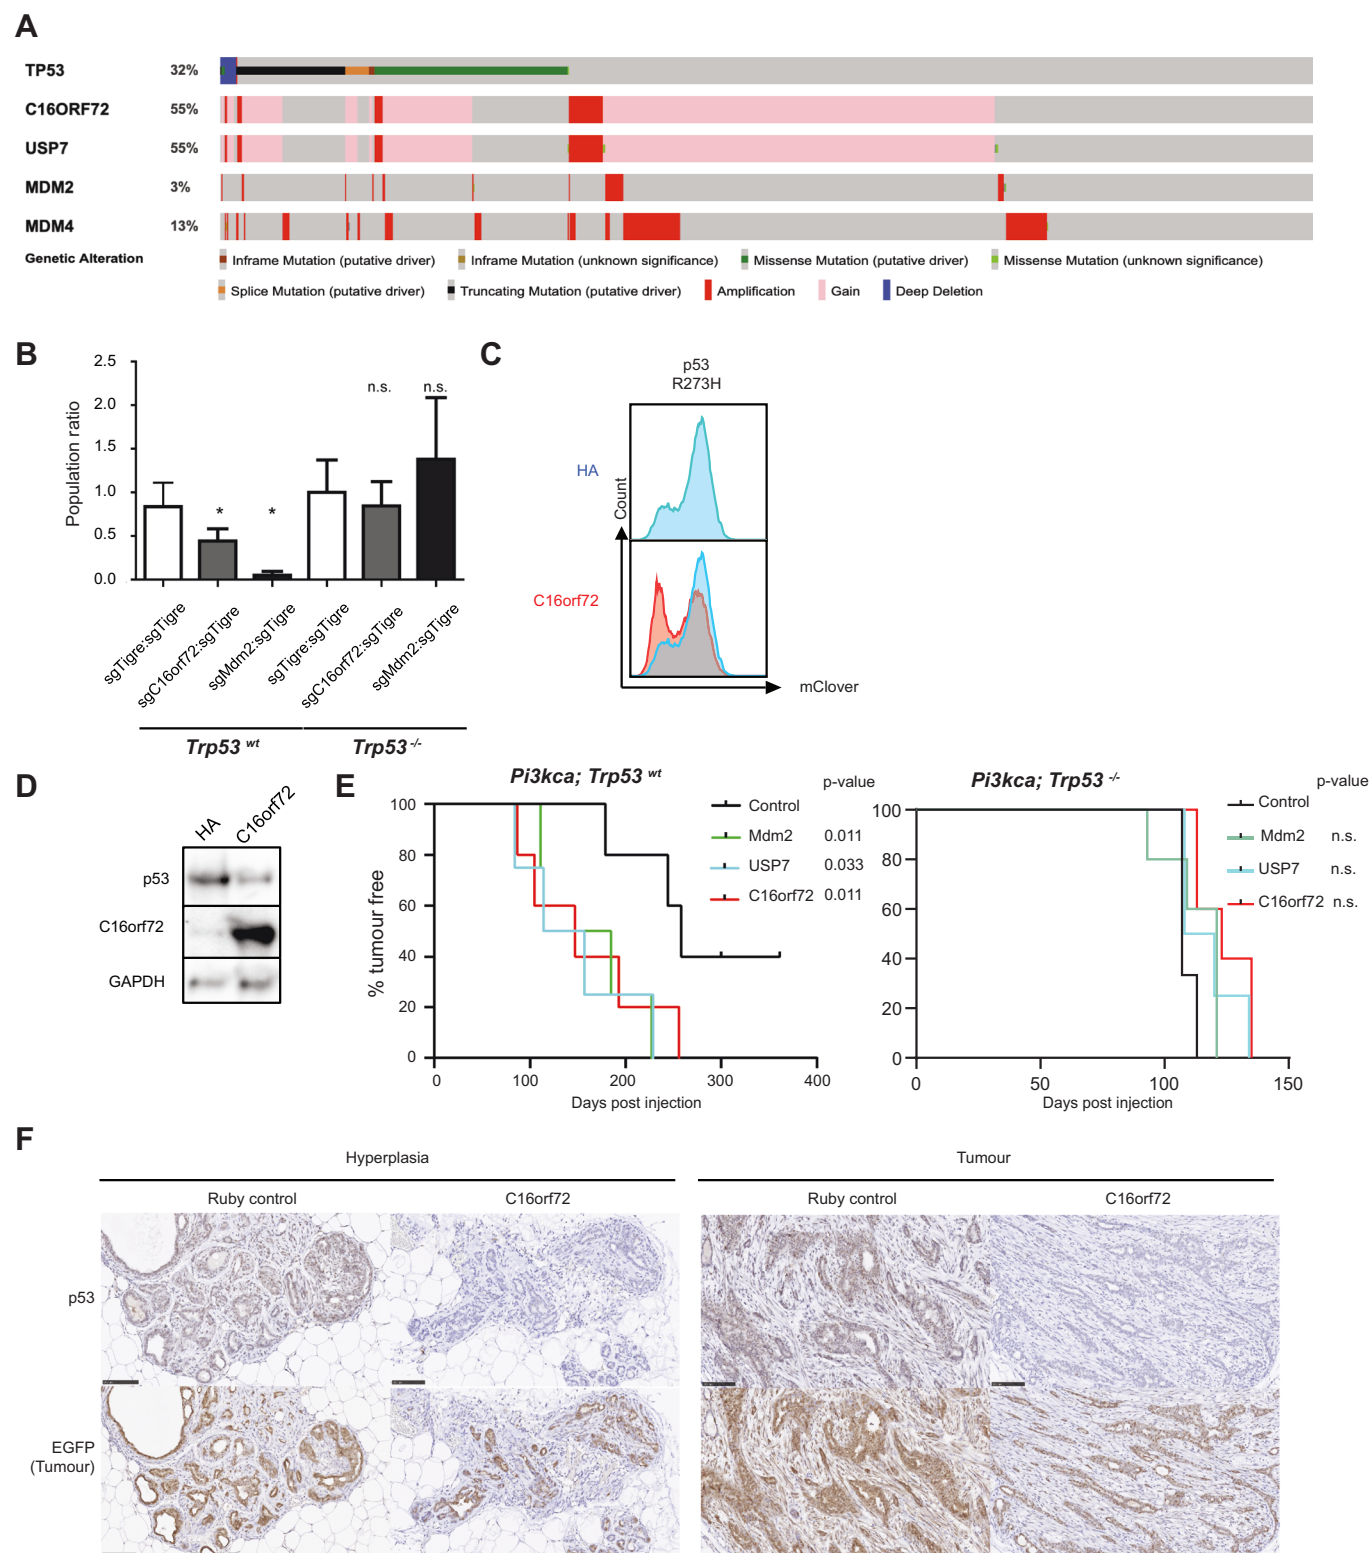 A
TP53 32%
C16ORF72 55%
USP7 55%
MDM2 3%
MDM4 13%
Genetic Alteration
Inframe Mutation (putative driver) Inframe Mutation (unknown significance) Missense Mutation (putative driver) Missense Mutation (unknown significance)
Splice Mutation (putative driver) Truncating Mutation (putative driver) Amplification Gain Deep Deletion
B
Population ratio
2.5
2.0
1.5
1.0
0.5
0.0
* * n.s. n.s.
sgTigre:sgTigre
sgC16orf72:sgTigre
sgMdm2:sgTigre
sgTigre:sgTigre
sgC16orf72:sgTigre
sgMdm2:sgTigre
Trp53 wt Trp53 -/-
C
p53
R273H
HA
Count
C16orf72
mClover
D
HA C16orf72
p53
C16orf72
GAPDH
E
Pi3kca; Trp53 wt
p-value
Control
Mdm2 0.011
USP7 0.033
C16orf72 0.011
% tumour free
100
80
60
40
20
0
0 100 200 300 400
Days post injection
Pi3kca; Trp53 -/-
p-value
Control
Mdm2 n.s.
USP7 n.s.
C16orf72 n.s.
100
80
60
40
20
0
0 50 100 150
Days post injection
F
Hyperplasia Tumour
Ruby control C16orf72 Ruby control C16orf72
p53
EGFP
(Tumour)